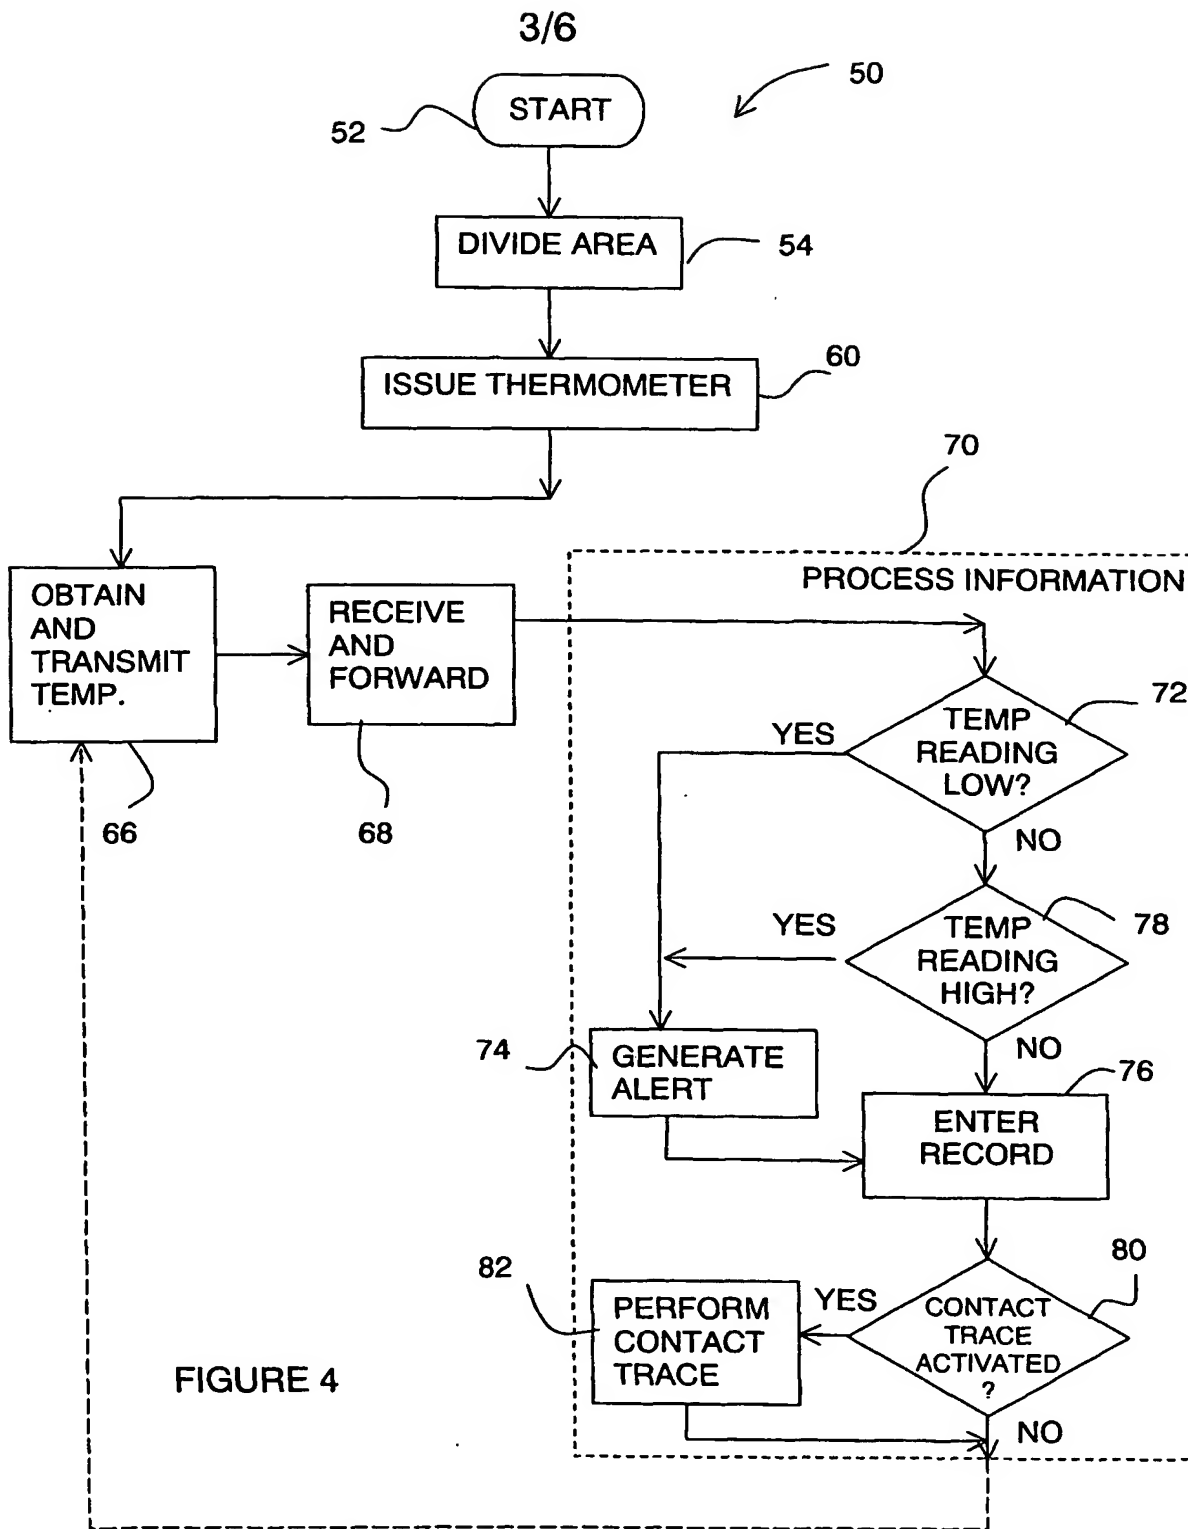 3/6
50
START
52
DIVIDE AREA
54
60
ISSUE THERMOMETER
70
PROCESS INFORMATION
OBTAIN
AND
TRANSMIT
TEMP.
RECEIVE
AND
FORWARD
72
TEMP
READING
LOW?
YES
66
68
NO
78
TEMP
READING
HIGH?
YES
NO
74
GENERATE
ALERT
76
ENTER
RECORD
80
82
PERFORM
CONTACT
TRACE
YES
CONTACT
TRACE
ACTIVATED
?
NO
FIGURE 4